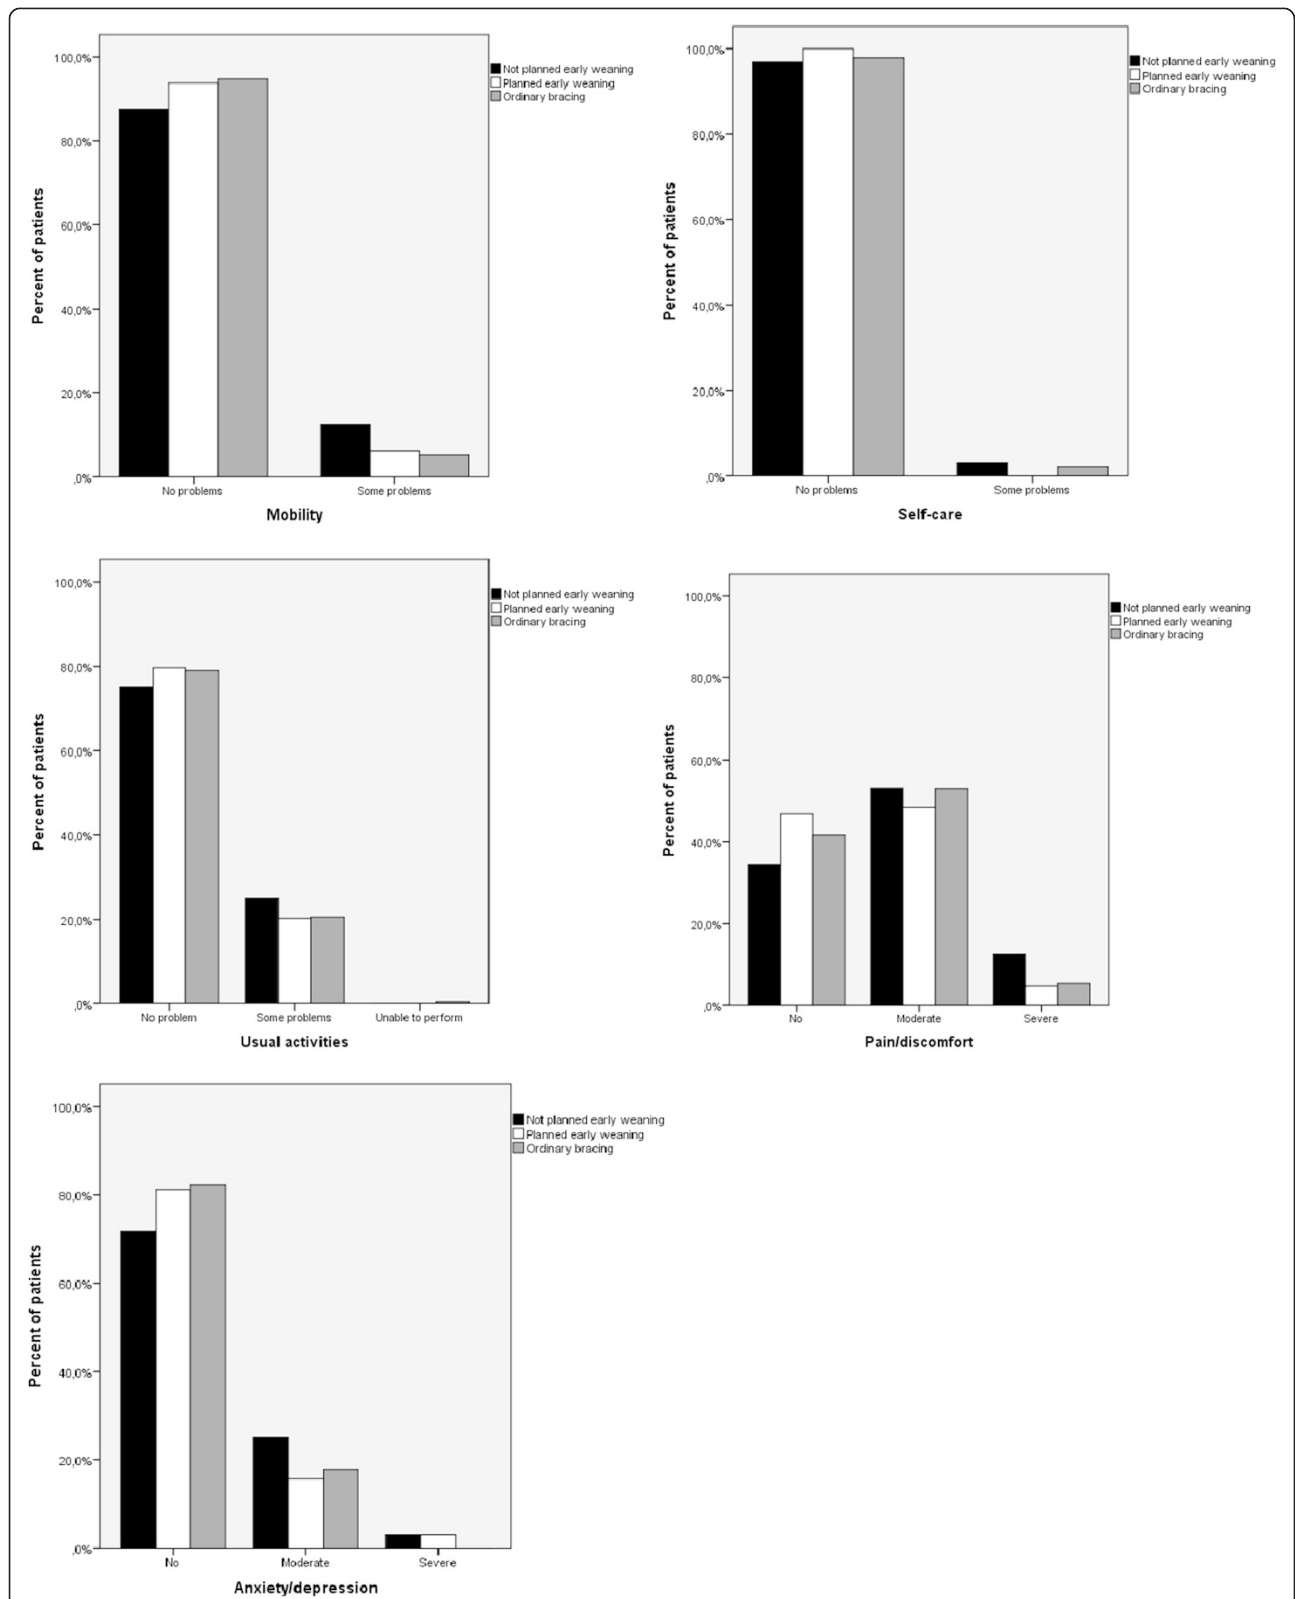 100,0%
80,0%
60,0%
40,0%
20,0%
,0%
Percent of patients
No problems
Some problems
Mobility
Not planned early weaning
Planned early weaning
Ordinary bracing
100,0%
80,0%
60,0%
40,0%
20,0%
,0%
Percent of patients
No problems
Some problems
Self-care
Not planned early weaning
Planned early weaning
Ordinary bracing
100,0%
80,0%
60,0%
40,0%
20,0%
,0%
Percent of patients
No problem
Some problems
Unable to perform
Usual activities
Not planned early weaning
Planned early weaning
Ordinary bracing
100,0%
80,0%
60,0%
40,0%
20,0%
,0%
Percent of patients
No
Moderate
Severe
Pain/discomfort
Not planned early weaning
Planned early weaning
Ordinary bracing
100,0%
80,0%
60,0%
40,0%
20,0%
,0%
Percent of patients
No
Moderate
Severe
Anxiety/depression
Not planned early weaning
Planned early weaning
Ordinary bracing